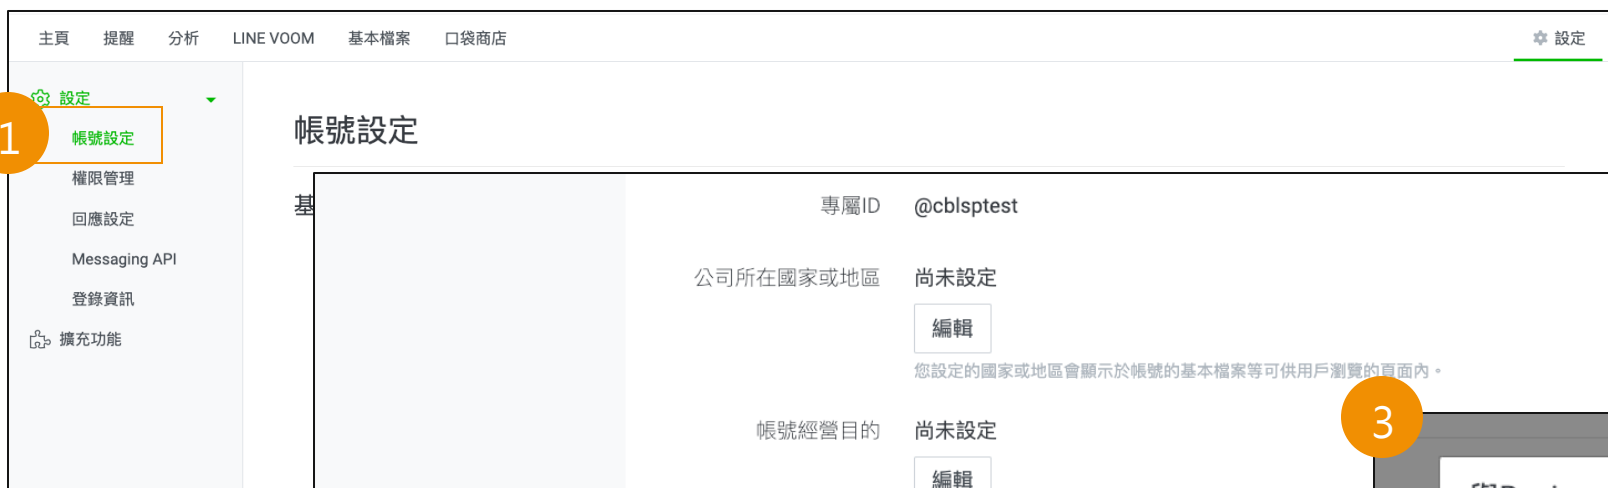 主頁 提醒 分析 LINE VOOM 基本檔案 口袋商店 設定
設定
1
帳號設定
權限管理
回應設定
Messaging API
登錄資訊
擴充功能
帳號設定
基
專屬ID @cblsptest
公司所在國家或地區 尚未設定
編輯
您設定的國家或地區會顯示於帳號的基本檔案等可供用戶瀏覽的頁面內。
帳號經營目的 尚未設定
編輯
3